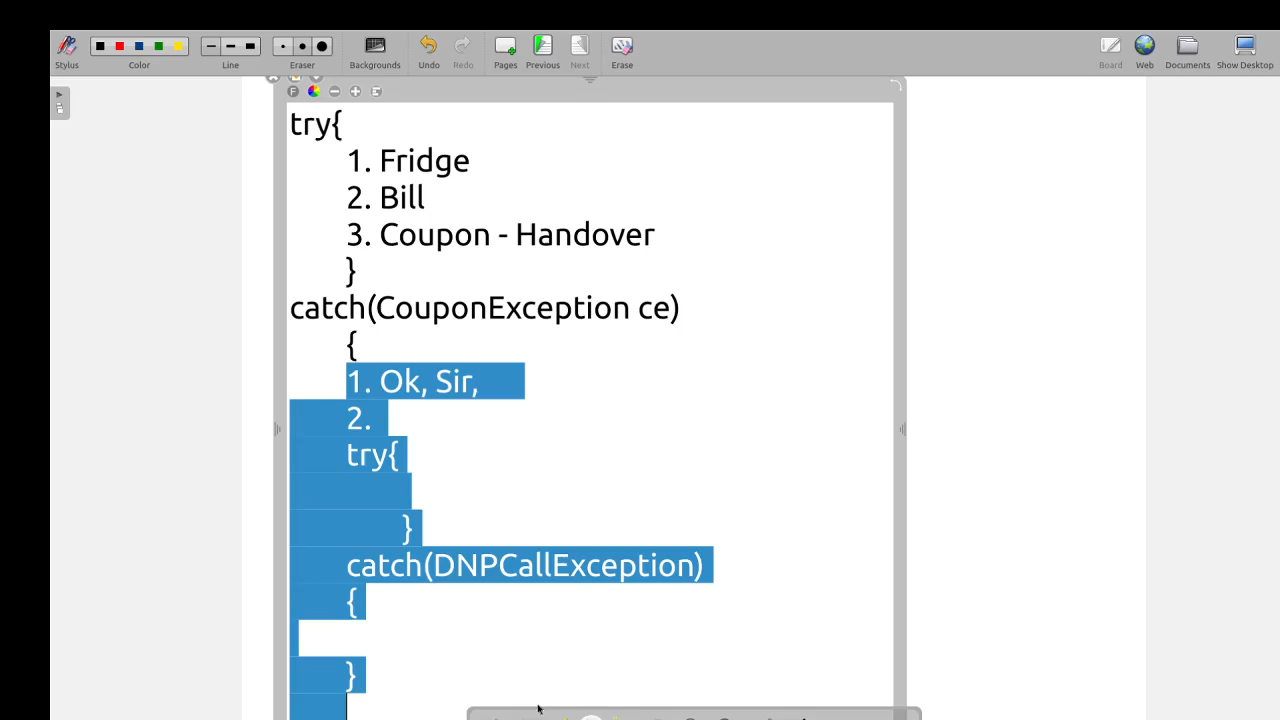 Stylus
Color
Line
Eraser
Backgrounds
Undo
Redo
Pages
Previous
Next
Erase
Board
Web
Documents
Show Desktop
F
try{
1. Fridge
2. Bill
3. Coupon - Handover
}
catch(CouponException ce)
{
1. Ok, Sir,
2.
try{
}
catch(DNPCallException)
{
}